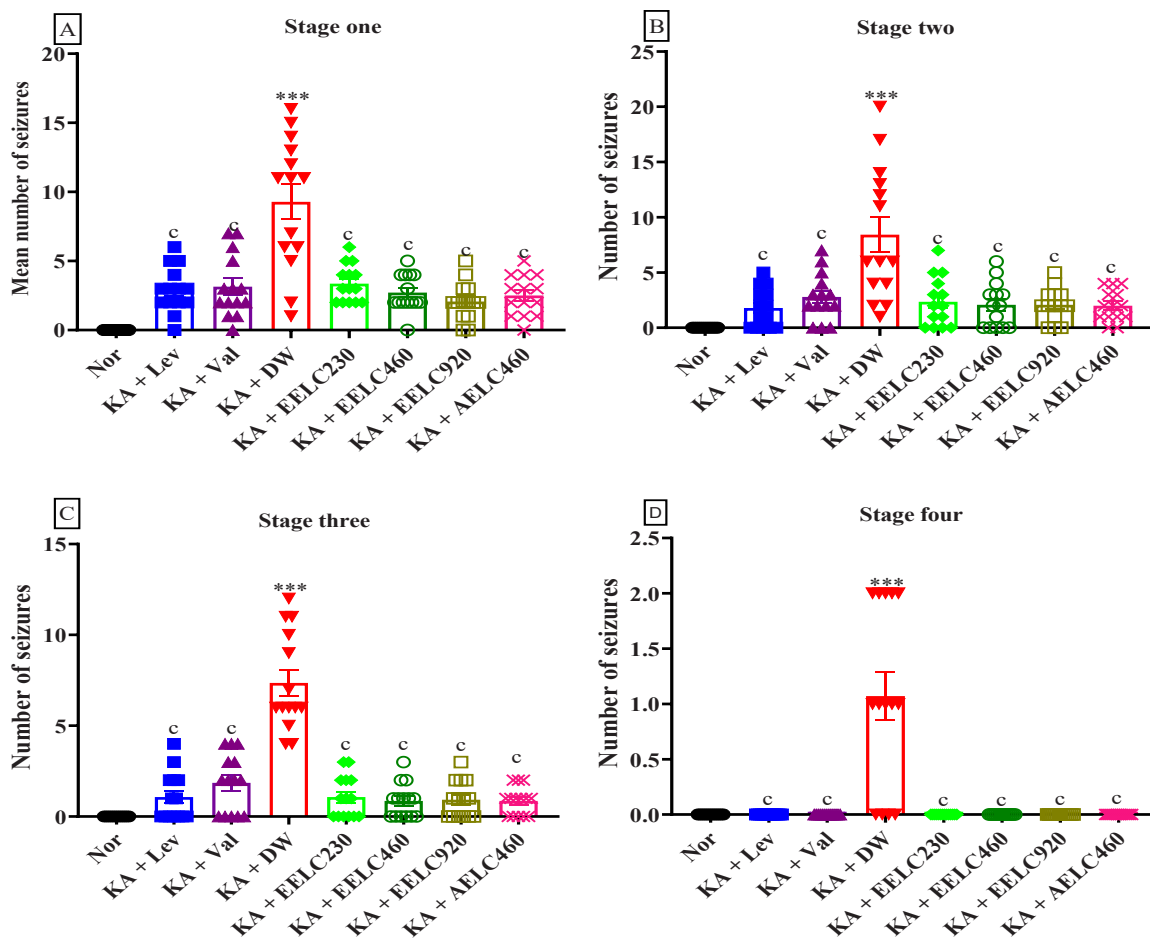 A
Stage one
Mean number of seizures
20
15
10
5
0
***
c
c
c
c
c
c
Nor
KA + Lev
KA + Val
KA + DW
KA + EELC230
KA + EELC460
KA + EELC920
KA + AELC460
B
Stage two
Number of seizures
25
20
15
10
5
0
***
c
c
c
c
c
c
Nor
KA + Lev
KA + Val
KA + DW
KA + EELC230
KA + EELC460
KA + EELC920
KA + AELC460
C
Stage three
Number of seizures
15
10
5
0
***
c
c
c
c
c
c
Nor
KA + Lev
KA + Val
KA + DW
KA + EELC230
KA + EELC460
KA + EELC920
KA + AELC460
D
Stage four
Number of seizures
2.5
2.0
1.5
1.0
0.5
0.0
***
c
c
c
c
c
c
Nor
KA + Lev
KA + Val
KA + DW
KA + EELC230
KA + EELC460
KA + EELC920
KA + AELC460